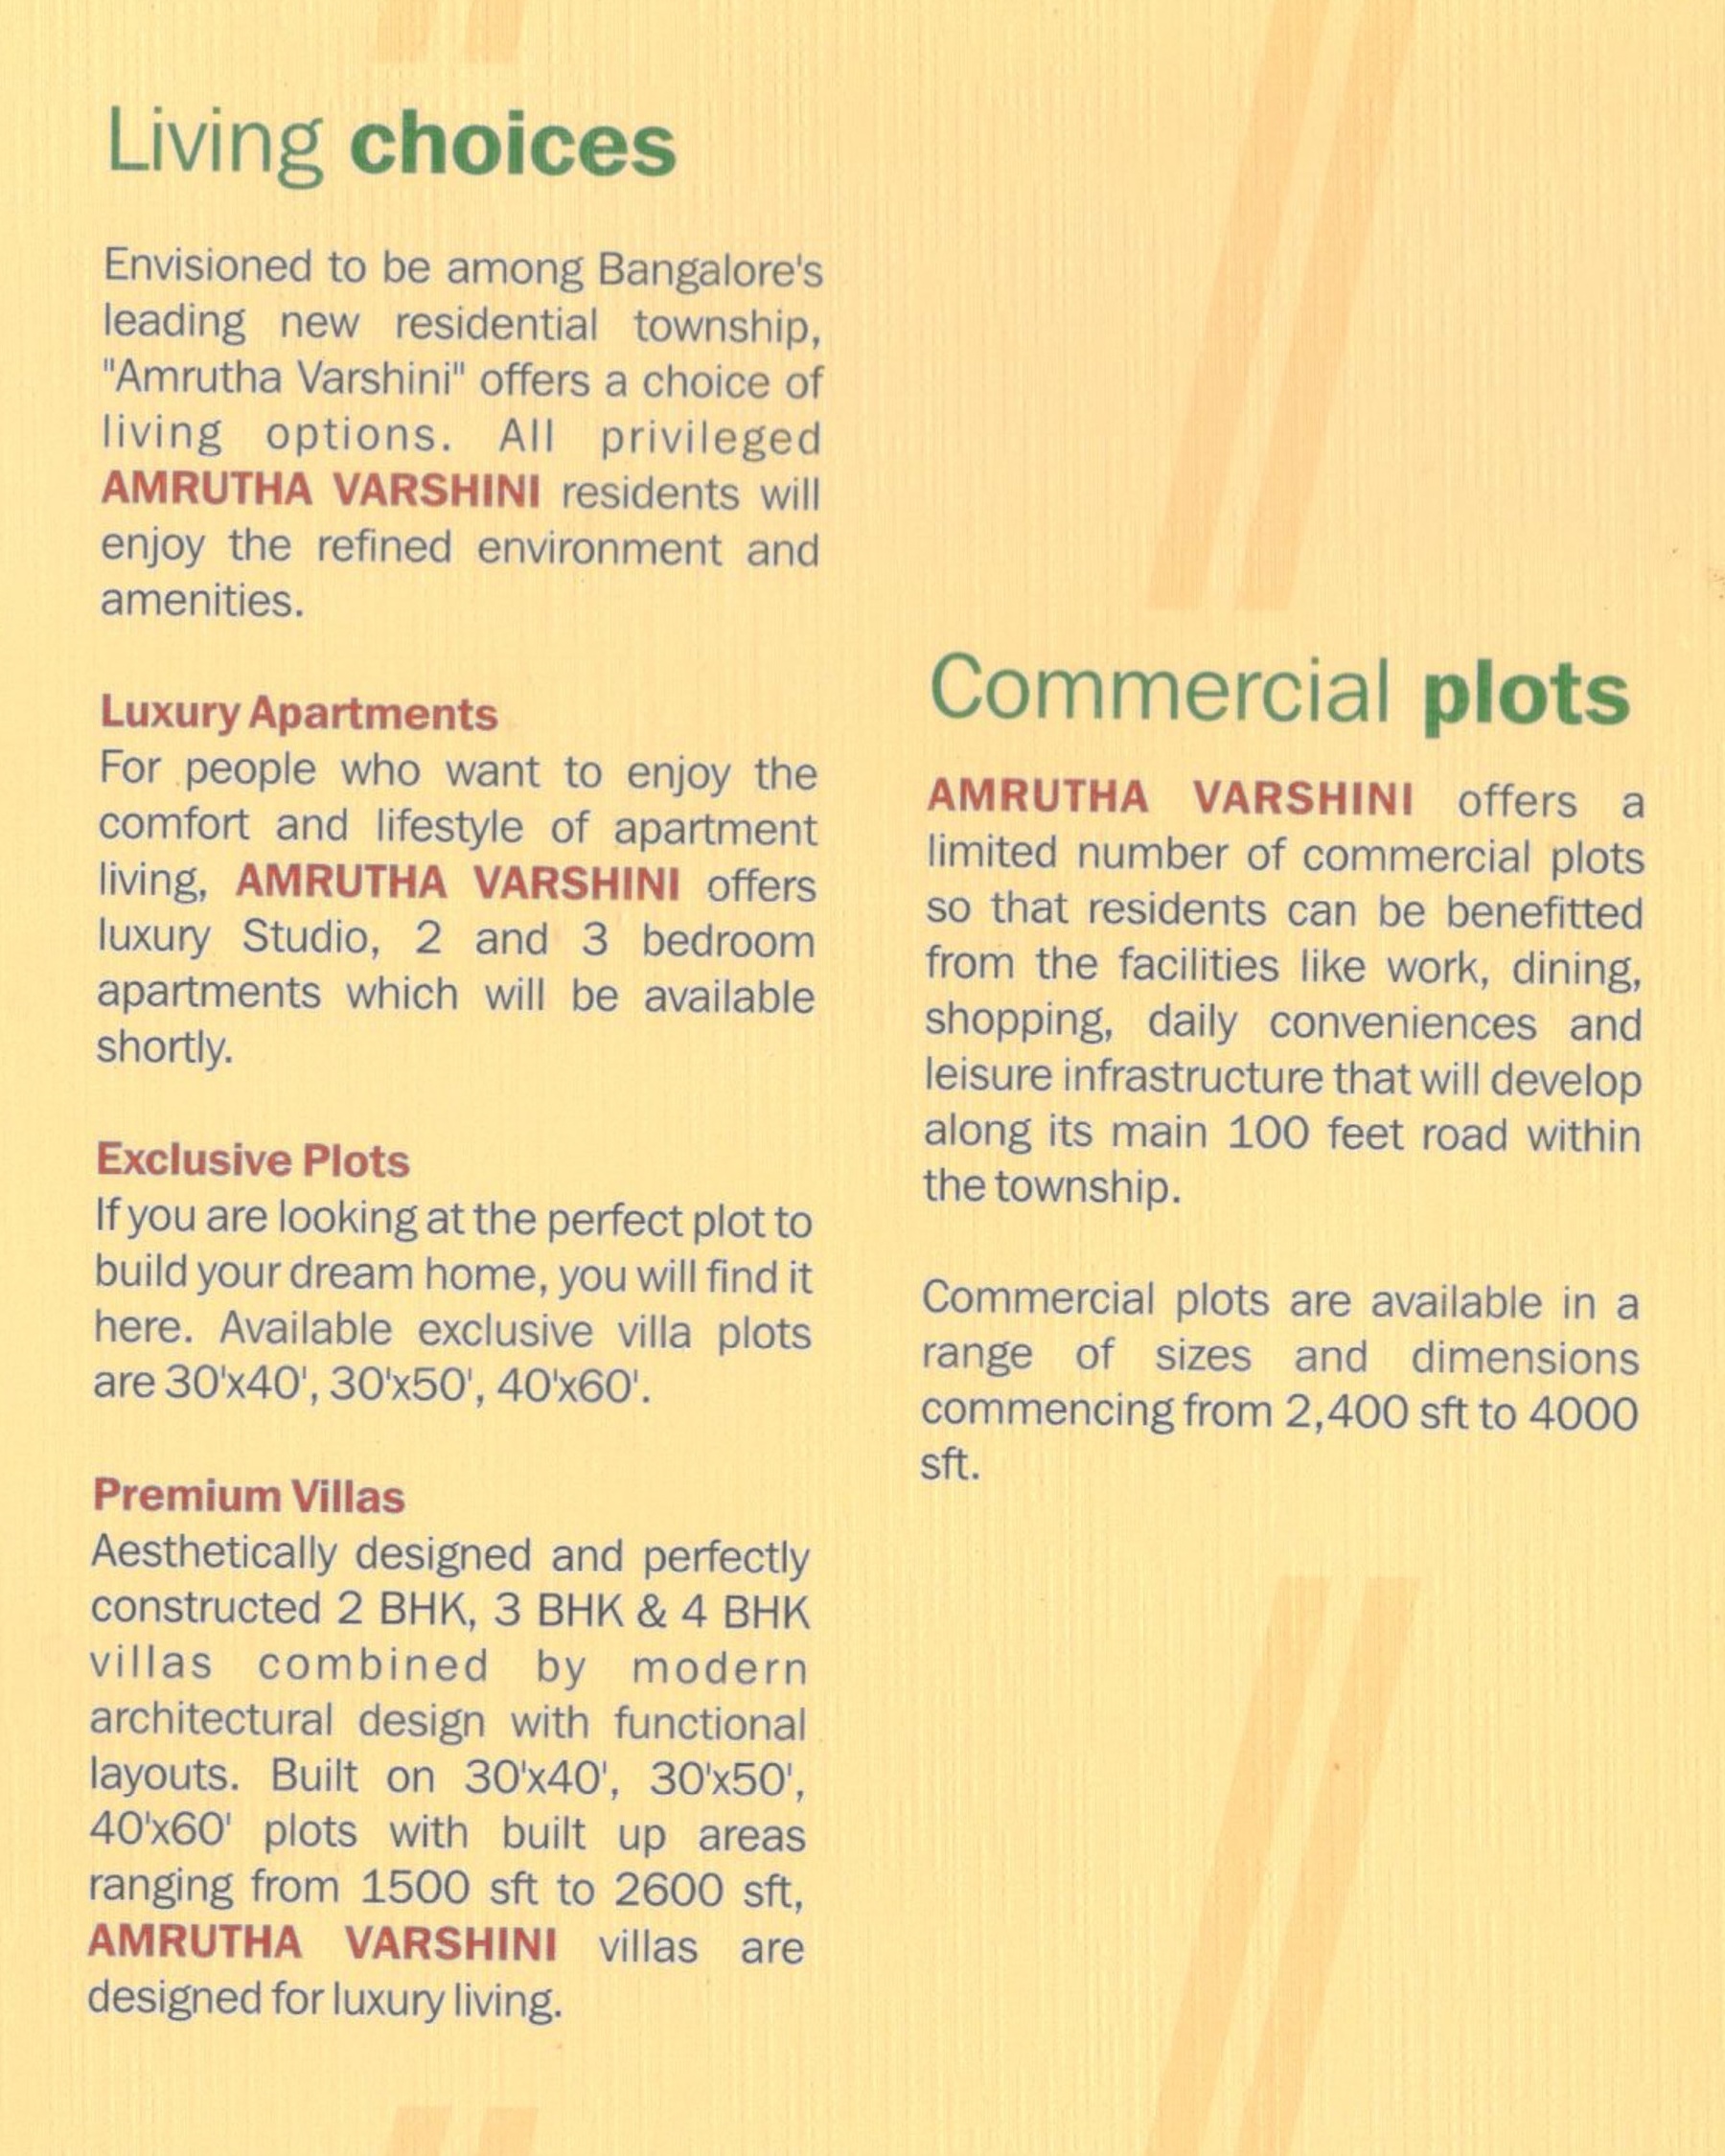 Living choices
Envisioned to be among Bangalore's
leading new residential township,
"Amrutha Varshini" offers a choice of
living options. All privileged
AMRUTHA VARSHINI residents will
enjoy the refined environment and
amenities.
Luxury Apartments
For people who want to enjoy the
comfort and lifestyle of apartment
living, AMRUTHA VARSHINI offers
luxury Studio, 2 and 3 bedroom
apartments which will be available
shortly.
Exclusive Plots
If you are looking at the perfect plot to
build your dream home, you will find it
here. Available exclusive villa plots
are 30'x40', 30'x50', 40'x60'.
Premium Villas
Aesthetically designed and perfectly
constructed 2 BHK, 3 BHK & 4 BHK
villas combined by modern
architectural design with functional
layouts. Built on 30'x40', 30'x50',
40'x60' plots with built up areas
ranging from 1500 sft to 2600 sft,
AMRUTHA VARSHINI villas are
designed for luxury living.
Commercial plots
AMRUTHA VARSHINI offers a
limited number of commercial plots
so that residents can be benefitted
from the facilities like work, dining,
shopping, daily conveniences and
leisure infrastructure that will develop
along its main 100 feet road within
the township.
Commercial plots are available in a
range of sizes and dimensions
commencing from 2,400 sft to 4000
sft.